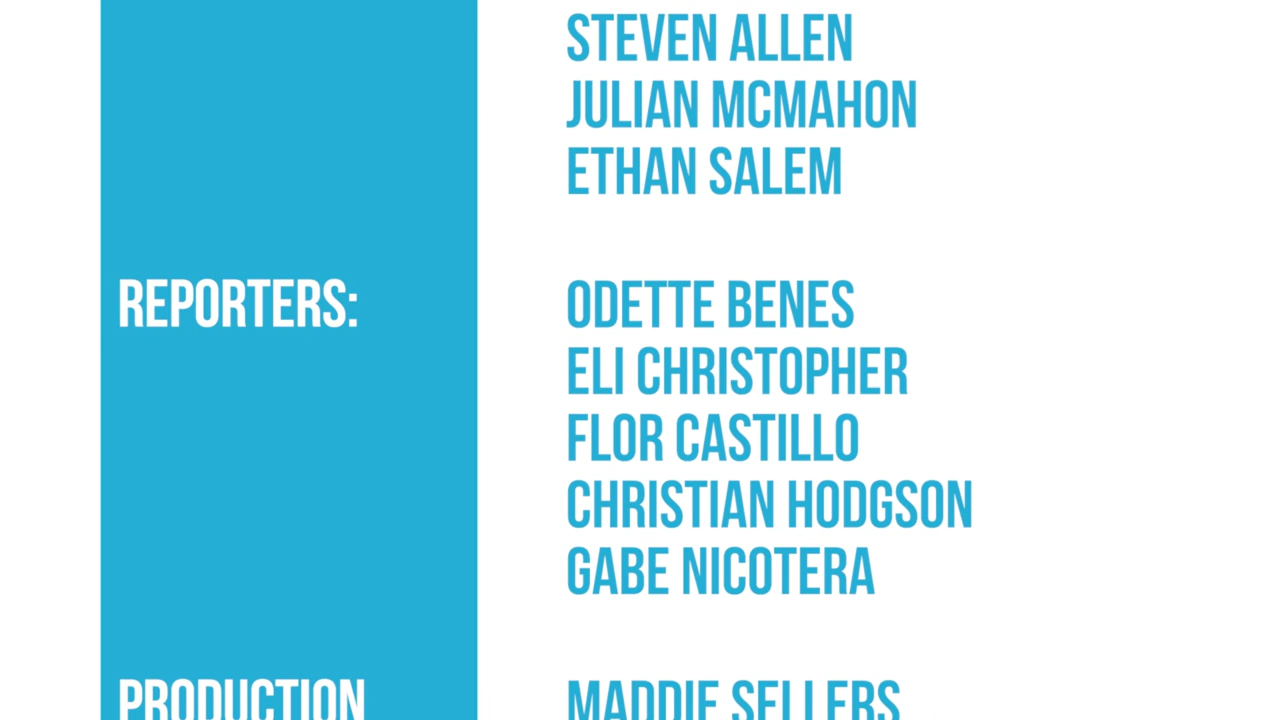 STEVEN ALLEN
JULIAN MCMAHON
ETHAN SALEM
REPORTERS: ODETTE BENES
ELI CHRISTOPHER
FLOR CASTILLO
CHRISTIAN HODGSON
GABE NICOTERA
PRODUCTION MADDIE SELLERS